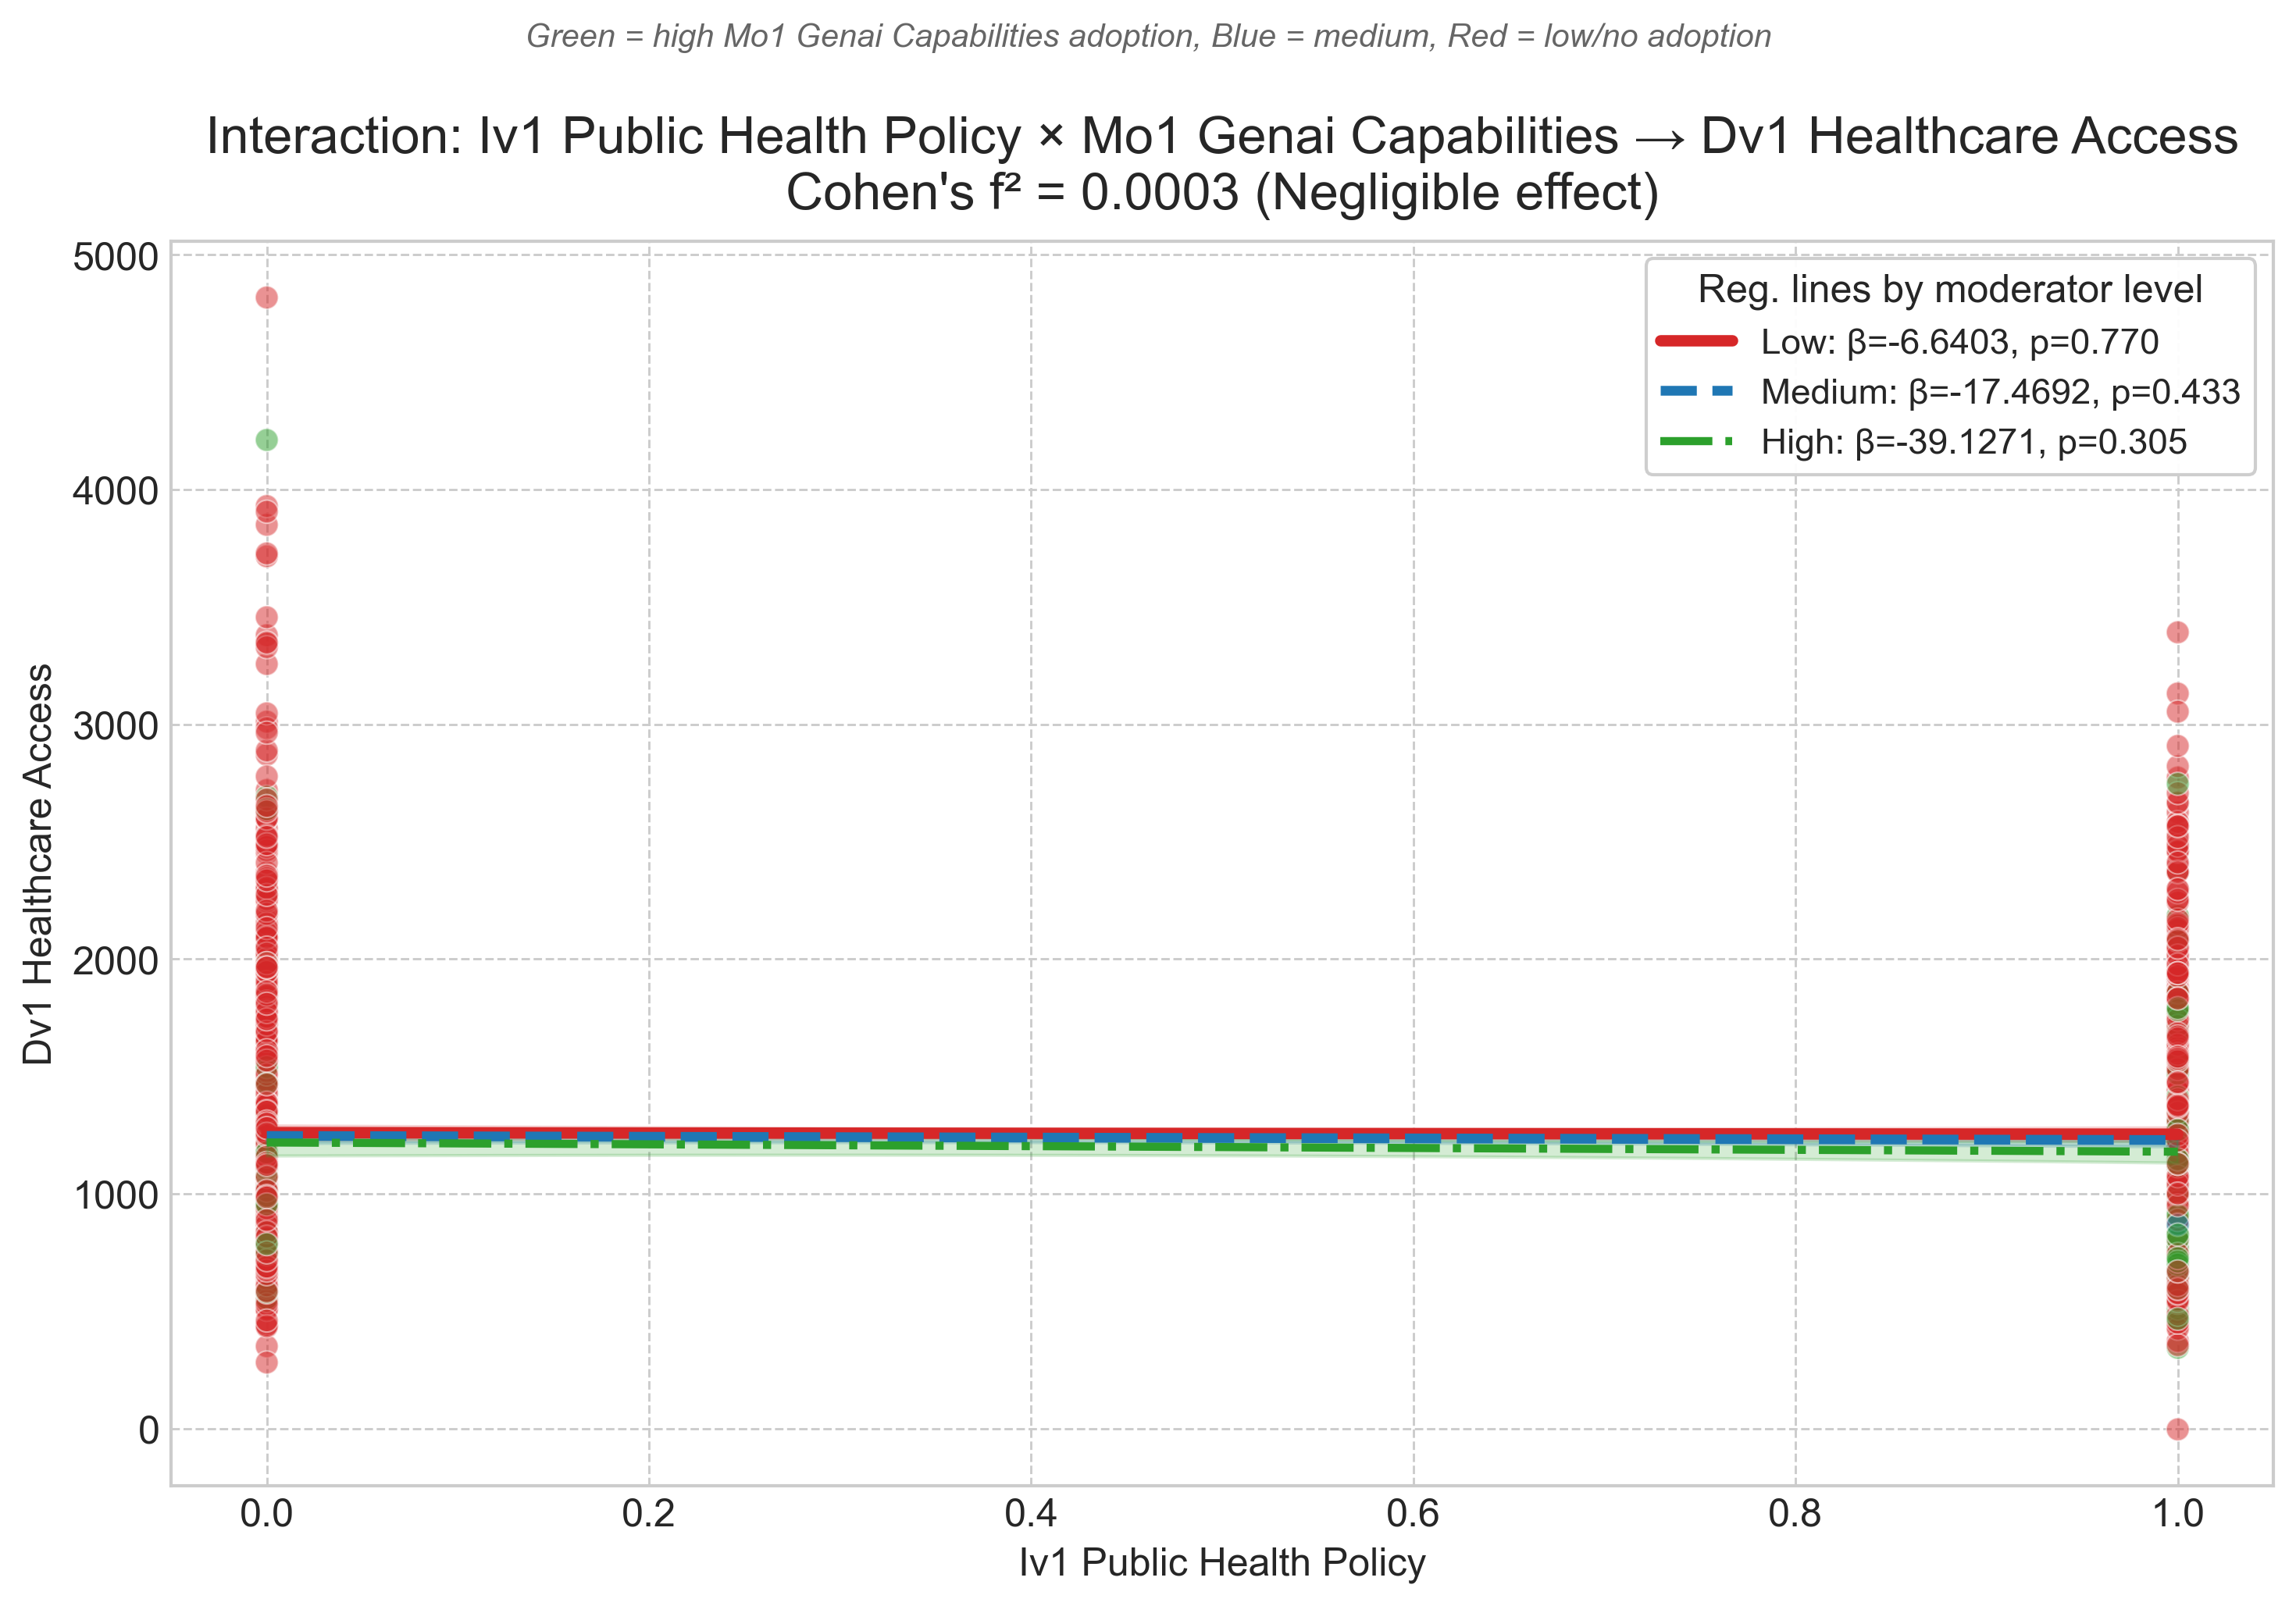 Green = high Mo1 Genai Capabilities adoption, Blue = medium, Red = low/no adoption
Interaction: Iv1 Public Health Policy × Mo1 Genai Capabilities → Dv1 Healthcare Access
Cohen's f² = 0.0003 (Negligible effect)
Reg. lines by moderator level
Low: β=-6.6403, p=0.770
Medium: β=-17.4692, p=0.433
High: β=-39.1271, p=0.305
Dv1 Healthcare Access
5000
4000
3000
2000
1000
0
0.0 0.2 0.4 0.6 0.8 1.0
Iv1 Public Health Policy